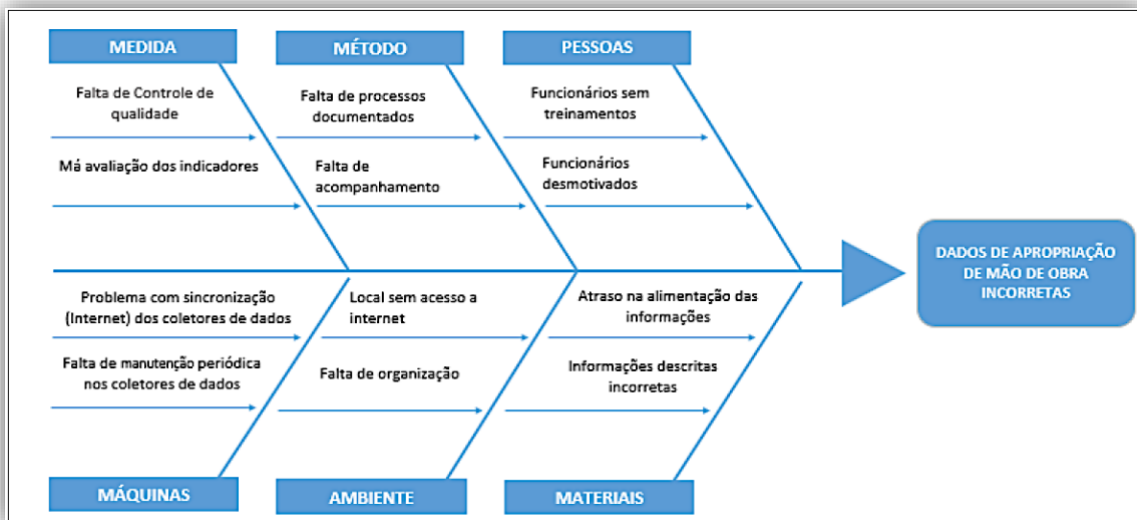 MEDIDA
MÉTODO
PESSOAS
Falta de Controle de
qualidade
Má avaliação dos indicadores
Falta de processos
documentados
Falta de
acompanhamento
Funcionários sem
treinamentos
Funcionários
desmotivados
DADOS DE APROPRIAÇÃO
DE MÃO DE OBRA
INCORRETAS
Problema com sincronização
(Internet) dos coletores de dados
Falta de manutenção periódica
nos coletores de dados
Local sem acesso a
internet
Falta de organização
Atraso na alimentação das
informações
Informações descritas
incorretas
MÁQUINAS
AMBIENTE
MATERIAIS